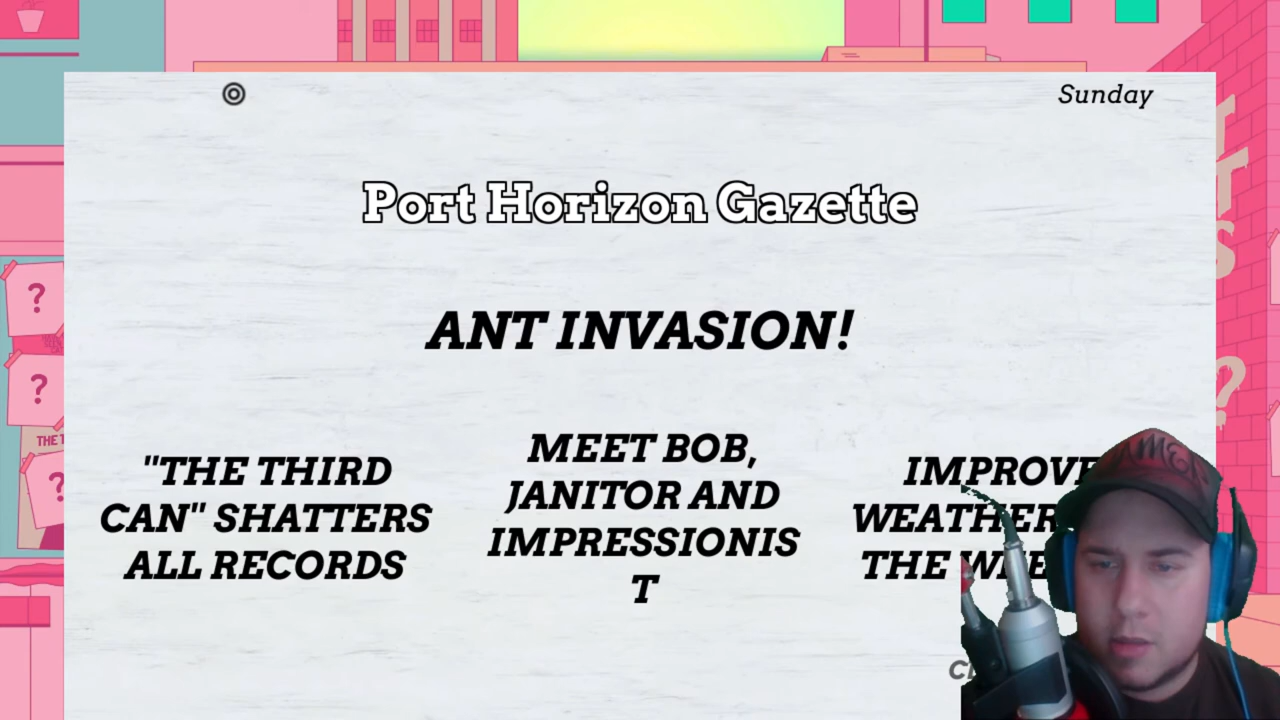 Sunday
Port Horizon Gazette
ANT INVASION!
"THE THIRD
CAN" SHATTERS
ALL RECORDS
MEET BOB,
JANITOR AND
IMPRESSIONIS
T
IMPROVE
WEATHER
THE
?
?
THE
?
?